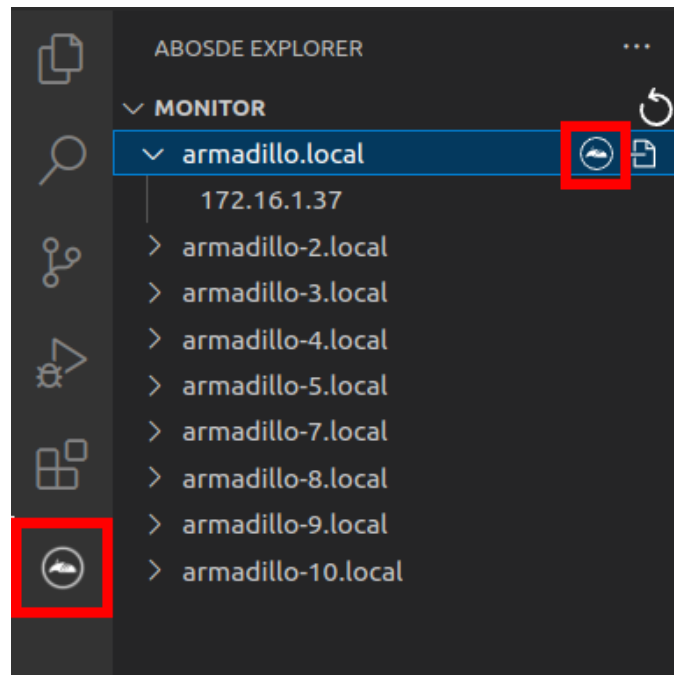 ABOSDE EXPLORER
MONITOR
armadillo.local
172.16.1.37
armadillo-2.local
armadillo-3.local
armadillo-4.local
armadillo-5.local
armadillo-7.local
armadillo-8.local
armadillo-9.local
armadillo-10.local